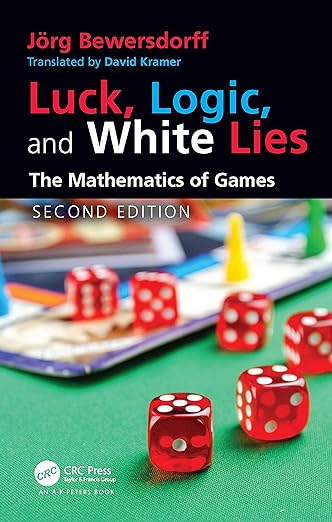 Jörg Bewersdorff
Translated by David Kramer
Luck, Logic,
and White Lies
The Mathematics of Games
SECOND EDITION
CRC
CRC Press
Taylor & Francis Group
AN A K PETERS BOOK